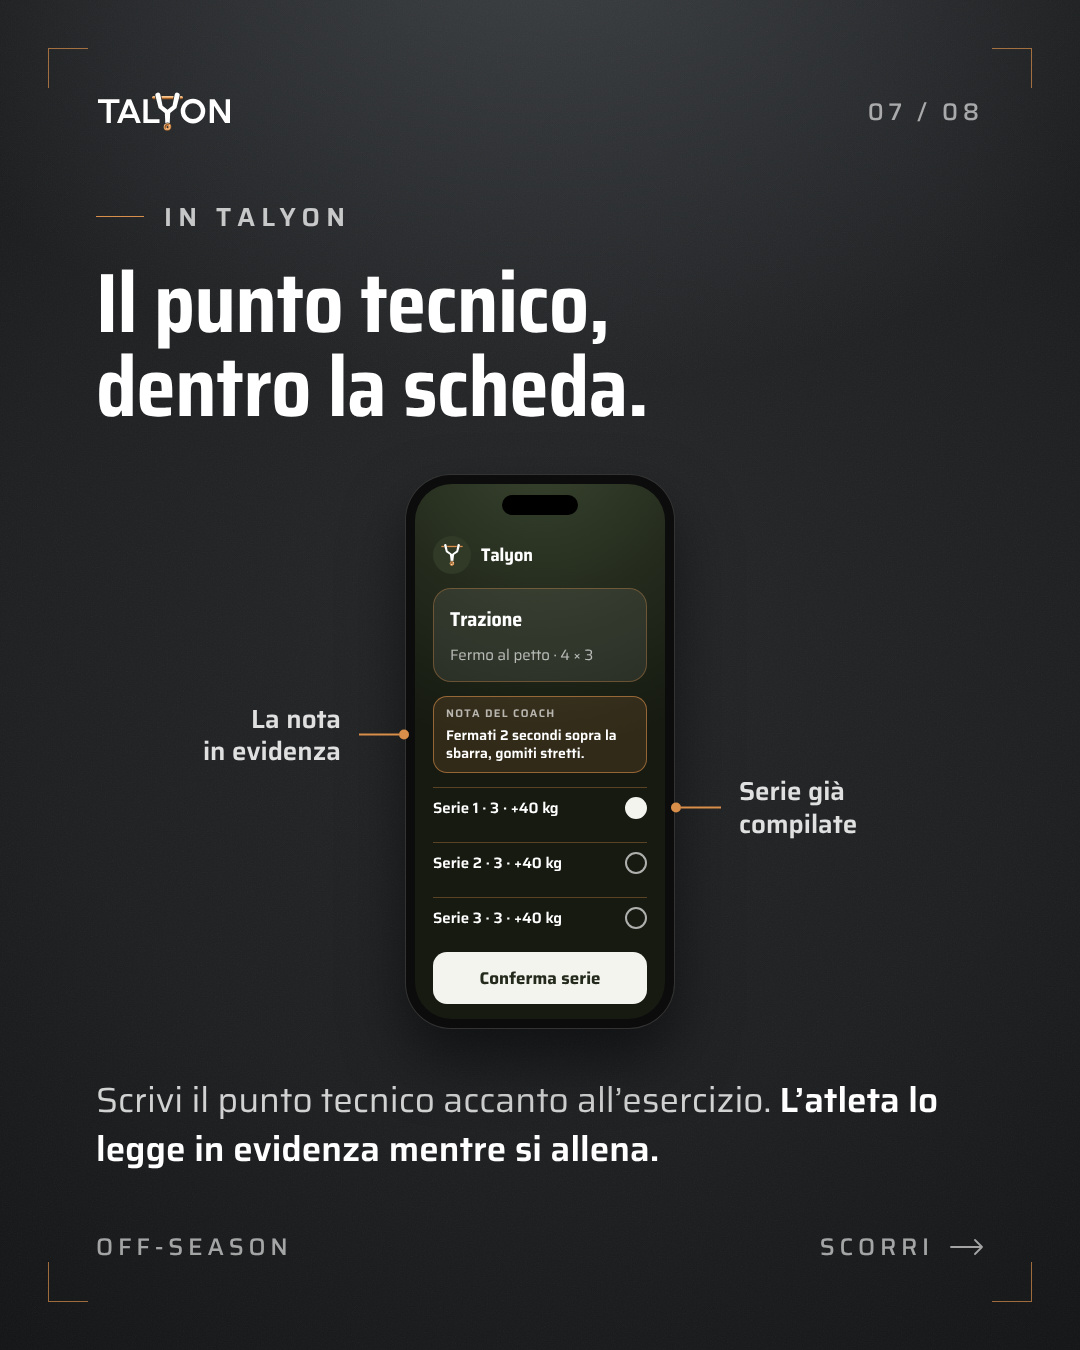 TALYON
07 / 08
IN TALYON
Il punto tecnico,
dentro la scheda.
Talyon
Trazione
Fermo al petto · 4 × 3
NOTA DEL COACH
Fermati 2 secondi sopra la
sbarra, gomiti stretti.
La nota
in evidenza
Serie 1 · 3 · +40 kg
Serie già
compilate
Serie 2 · 3 · +40 kg
Serie 3 · 3 · +40 kg
Conferma serie
Scrivi il punto tecnico accanto all’esercizio. L’atleta lo
legge in evidenza mentre si allena.
OFF-SEASON
SCORRI →